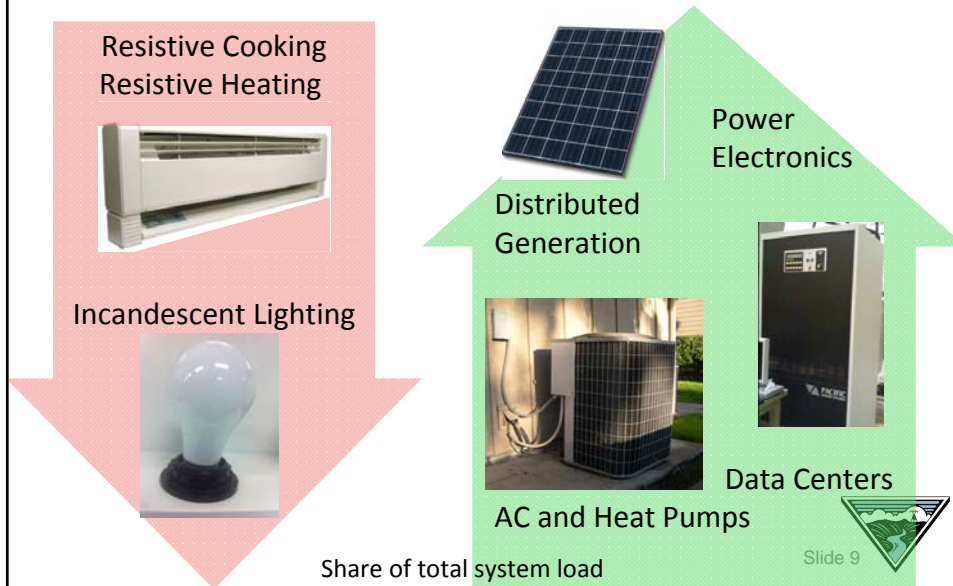 Resistive Cooking
Resistive Heating
Incandescent Lighting
Power
Electronics
Distributed
Generation
Data Centers
AC and Heat Pumps
Share of total system load
Slide 9
PACIFIC